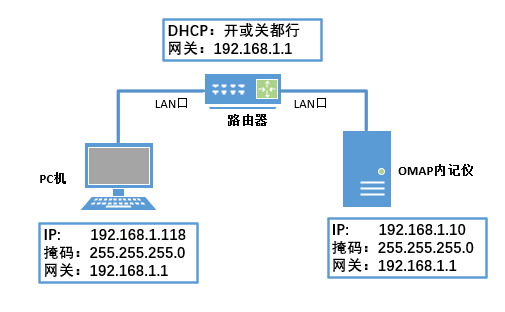 DHCP：开或关都行
网关：192.168.1.1
LAN口
LAN口
路由器
PC机
OMAP内记仪
IP: 192.168.1.118
掩码：255.255.255.0
网关：192.168.1.1
IP: 192.168.1.10
掩码：255.255.255.0
网关：192.168.1.1